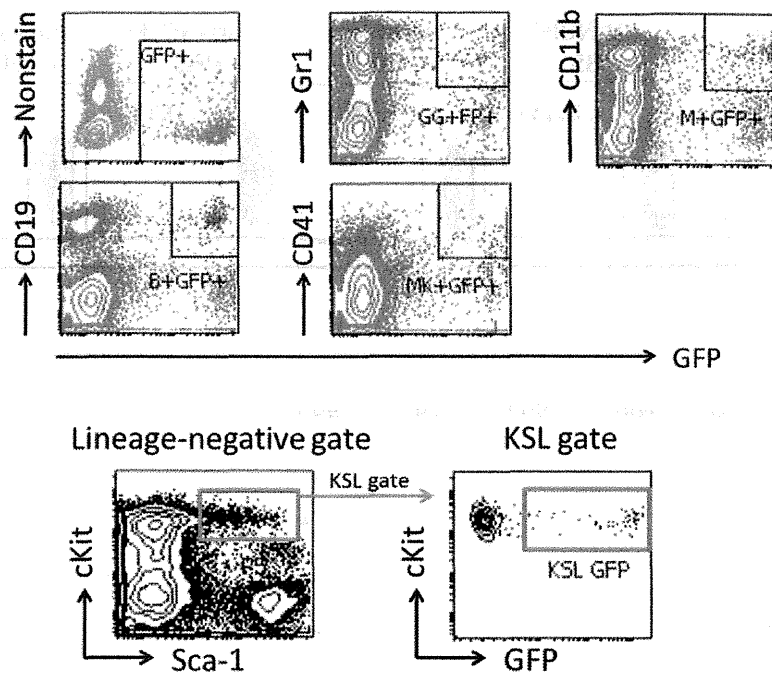 Nonstain
GFP+
Gr1
GG+FP+
CD11b
M+GFP+
CD19
B+GFP+
CD41
Mk+GFP+
GFP
Lineage-negative gate
KSL gate
cKit
Sca-1
KSL gate
cKit
KSL GFP
GFP